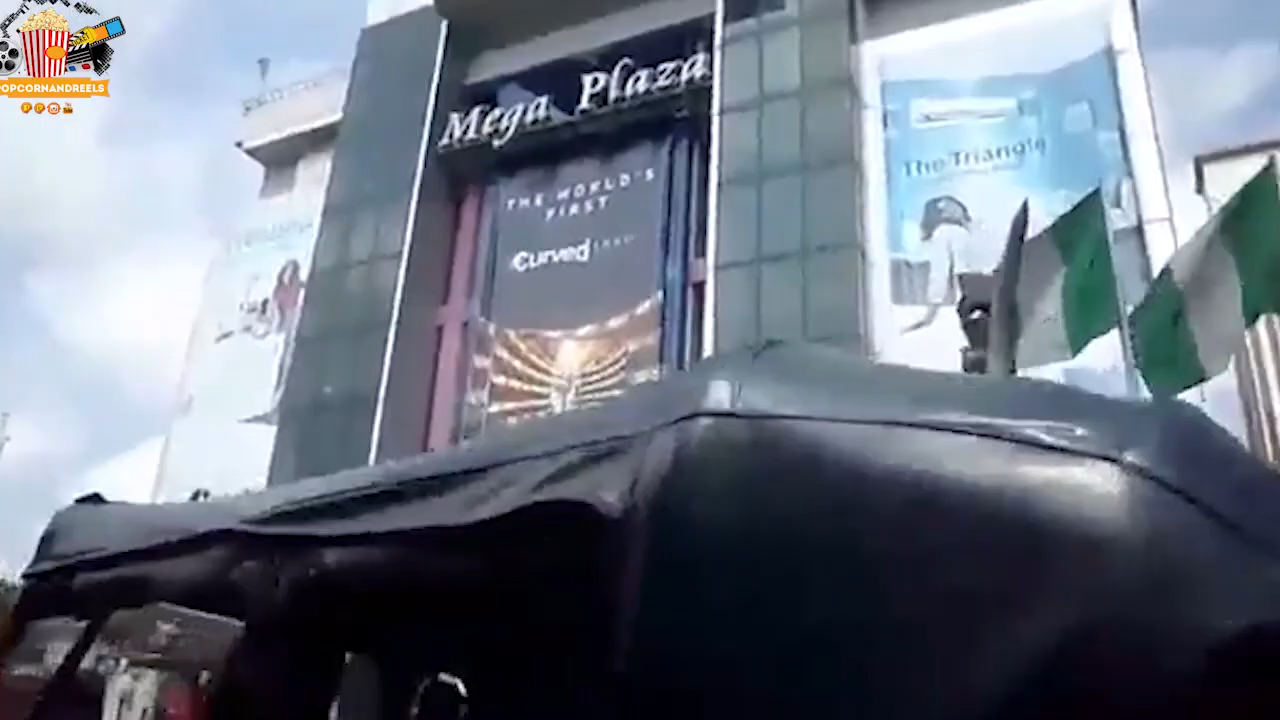 POPCORNANDREELS
Mega Plaza
THE WORLD'S
FIRST
Curved
The Triangle